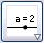 a = 2